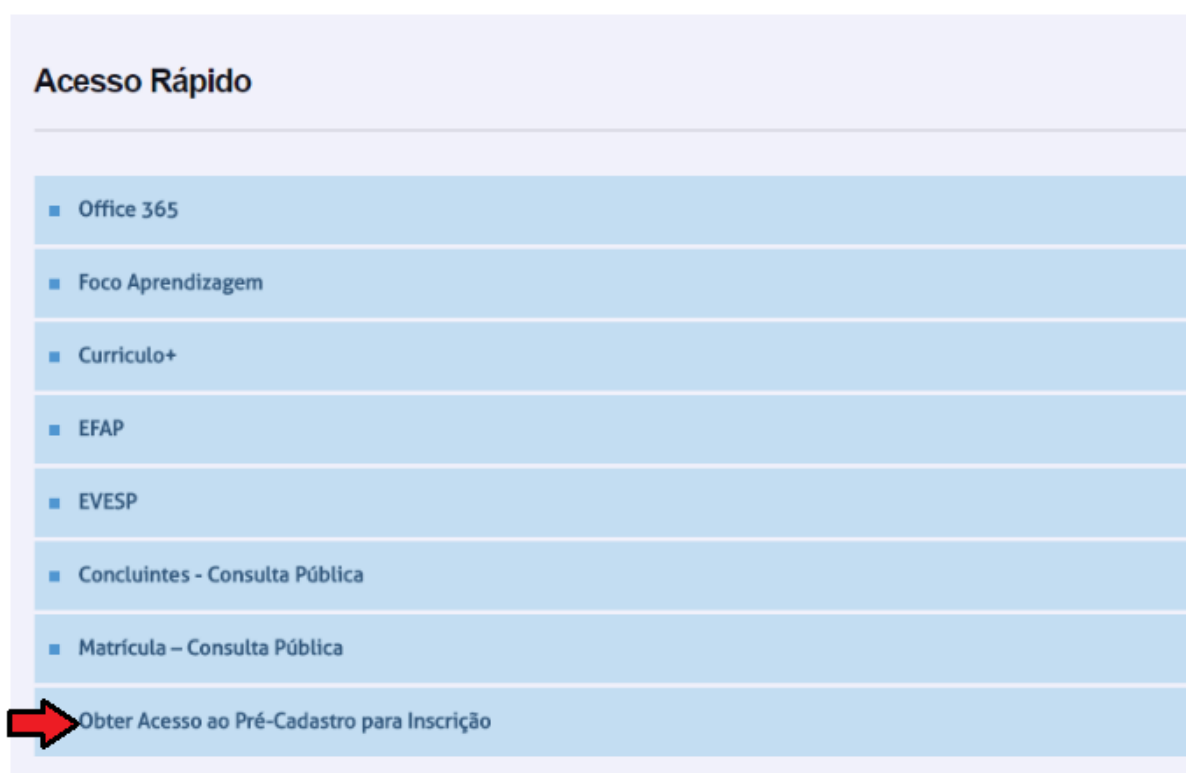 Acesso Rápido
Office 365
Foco Aprendizagem
Curriculo+
EFAP
EVESP
Concluintes - Consulta Pública
Matrícula – Consulta Pública
Obter Acesso ao Pré-Cadastro para Inscrição